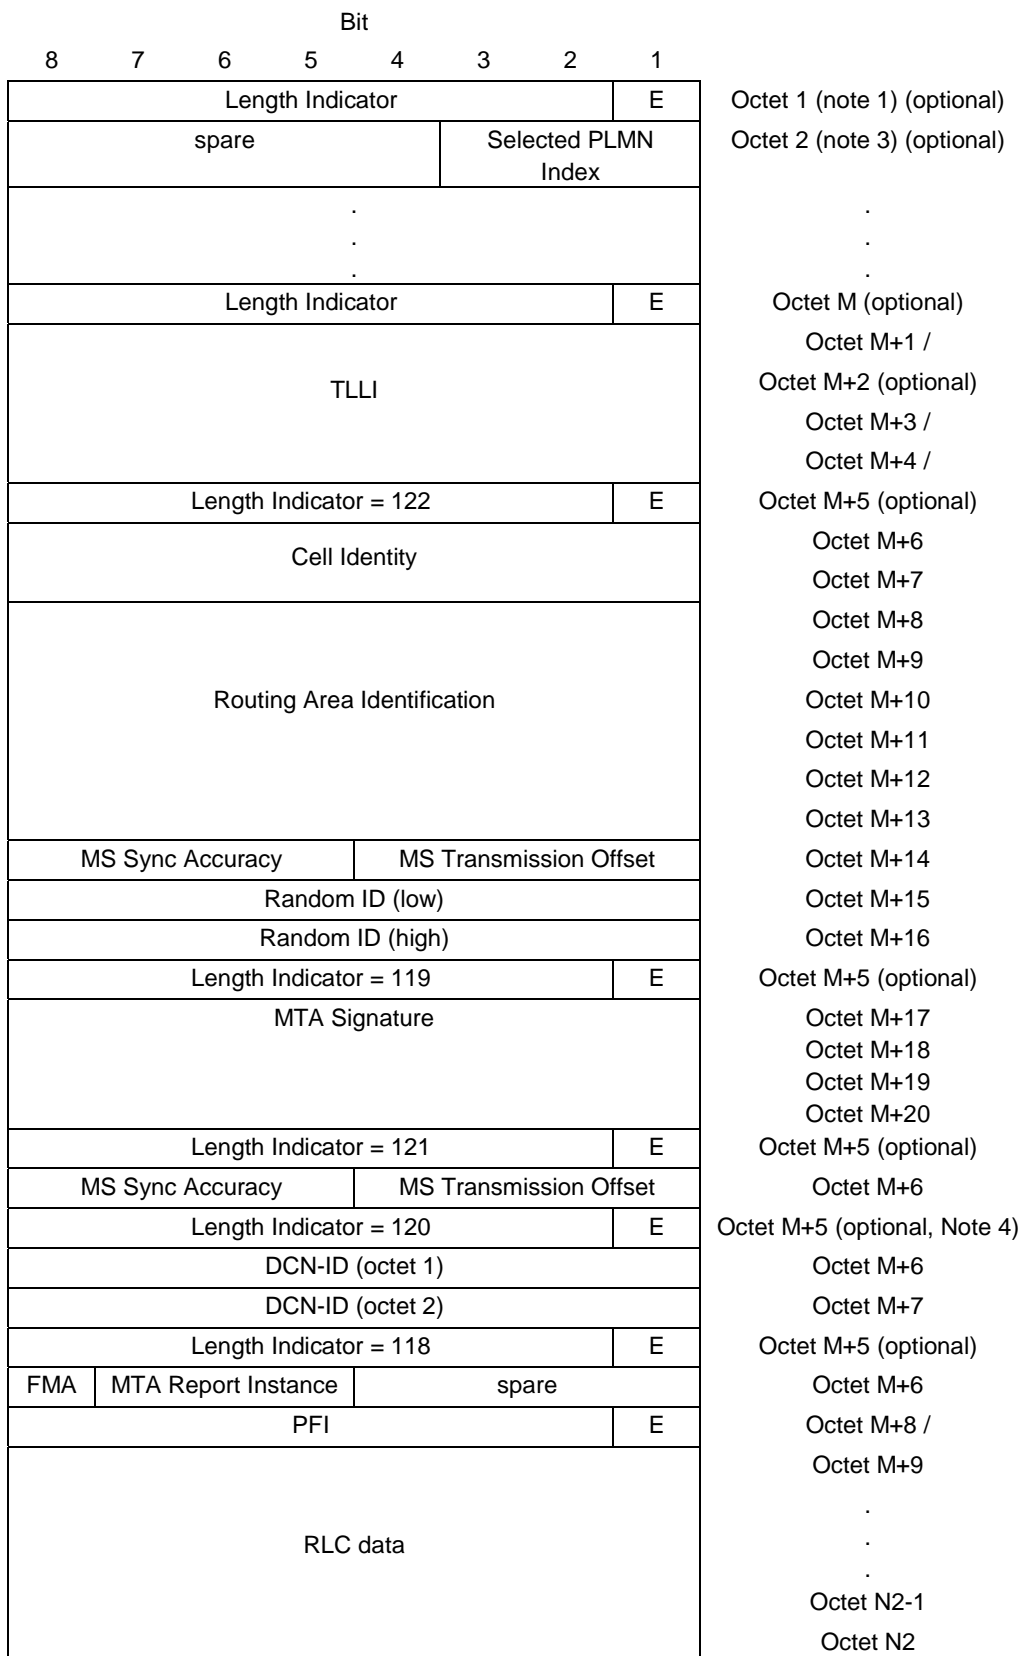 Bit
8 7 6 5 4 3 2 1
Length Indicator E Octet 1 (note 1) (optional)
spare Selected PLMN Index Octet 2 (note 3) (optional)
. .
. .
. .
Length Indicator E Octet M (optional)
Octet M+1 /
TLLI Octet M+2 (optional)
Octet M+3 /
Octet M+4 /
Length Indicator = 122 E Octet M+5 (optional)
Cell Identity Octet M+6
Octet M+7
Octet M+8
Octet M+9
Routing Area Identification Octet M+10
Octet M+11
Octet M+12
Octet M+13
MS Sync Accuracy MS Transmission Offset Octet M+14
Random ID (low) Octet M+15
Random ID (high) Octet M+16
Length Indicator = 119 E Octet M+5 (optional)
MTA Signature Octet M+17
Octet M+18
Octet M+19
Octet M+20
Length Indicator = 121 E Octet M+5 (optional)
MS Sync Accuracy MS Transmission Offset Octet M+6
Length Indicator = 120 E Octet M+5 (optional, Note 4)
DCN-ID (octet 1) Octet M+6
DCN-ID (octet 2) Octet M+7
Length Indicator = 118 E Octet M+5 (optional)
FMA MTA Report Instance spare Octet M+6
PFI E Octet M+8 /
Octet M+9
.
RLC data .
.
Octet N2-1
Octet N2